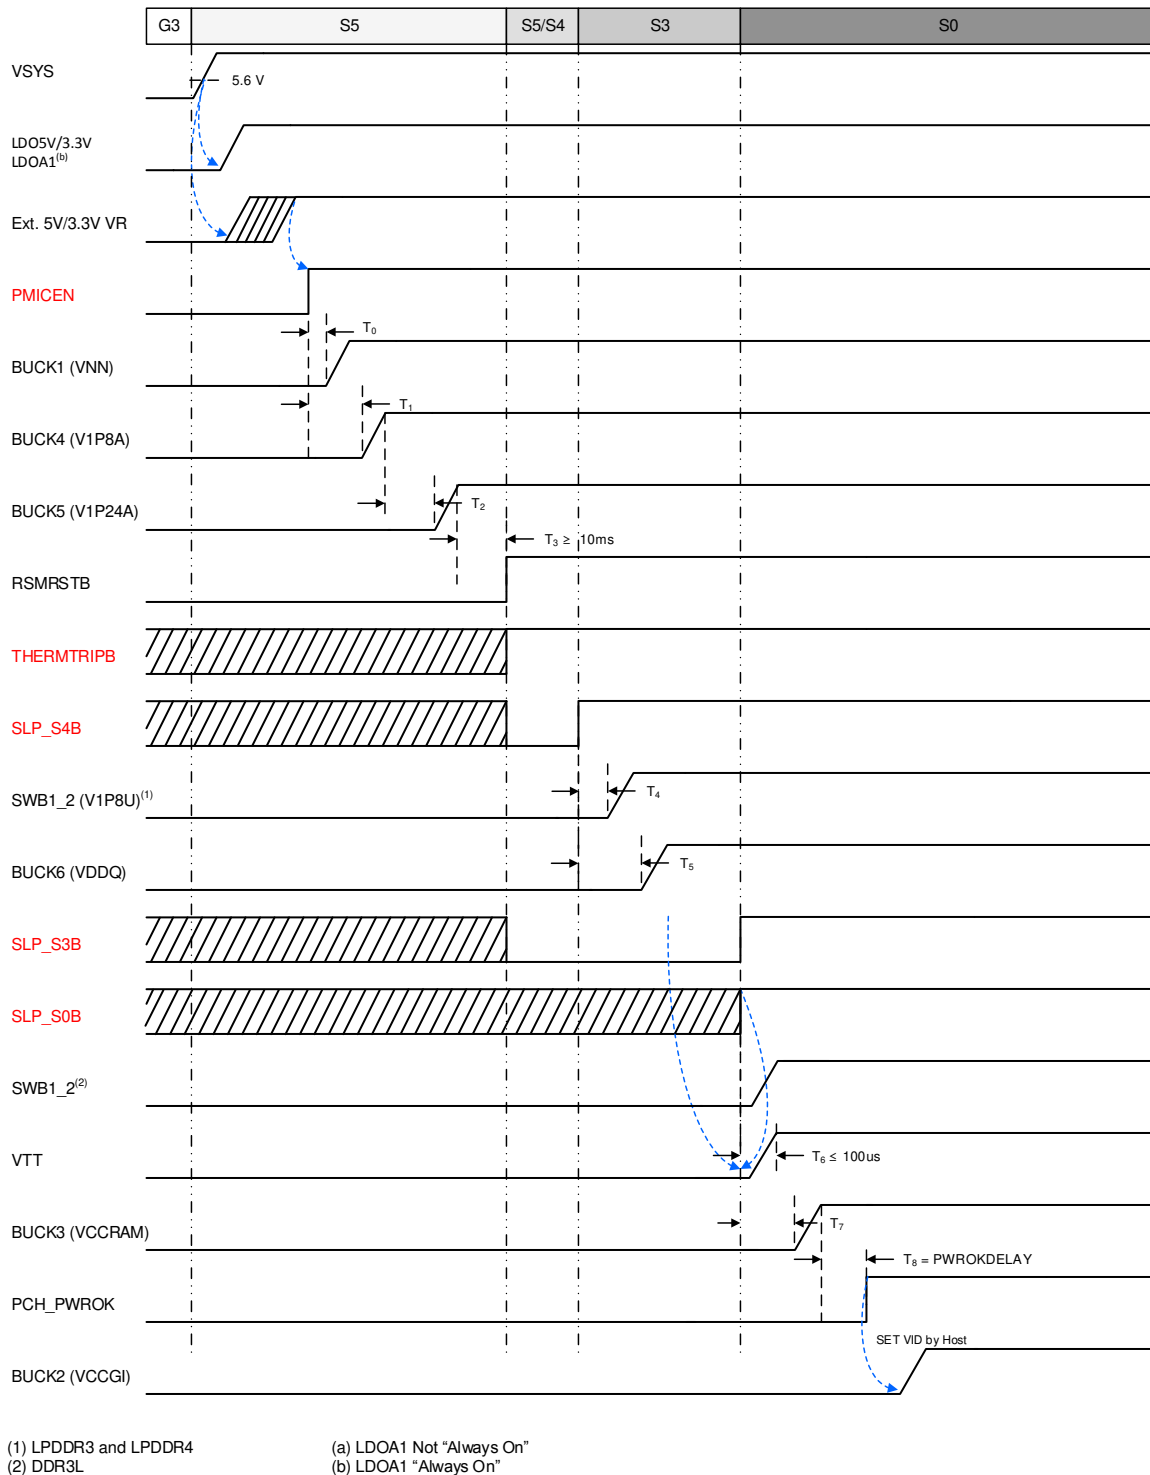 G3 S5 S5/S4 S3 S0
VSYS
5.6 V
LDO5V/3.3V
LDOA1(b)
Ext. 5V/3.3V VR
PMICEN
T0
BUCK1 (VNN)
T1
BUCK4 (V1P8A)
T2
BUCK5 (V1P24A)
T3 ≥ 10ms
RSMRSTB
THERMTRIPB
SLP_S4B
SWB1_2 (V1P8U)(1)
T4
BUCK6 (VDDQ)
T5
SLP_S3B
SLP_S0B
SWB1_2(2)
VTT
T6 ≤ 100us
BUCK3 (VCCRAM)
T7
T8 = PWROKDELAY
PCH_PWROK
SET VID by Host
BUCK2 (VCCGI)
(1) LPDDR3 and LPDDR4 (a) LDOA1 Not “Always On”
(2) DDR3L (b) LDOA1 “Always On”